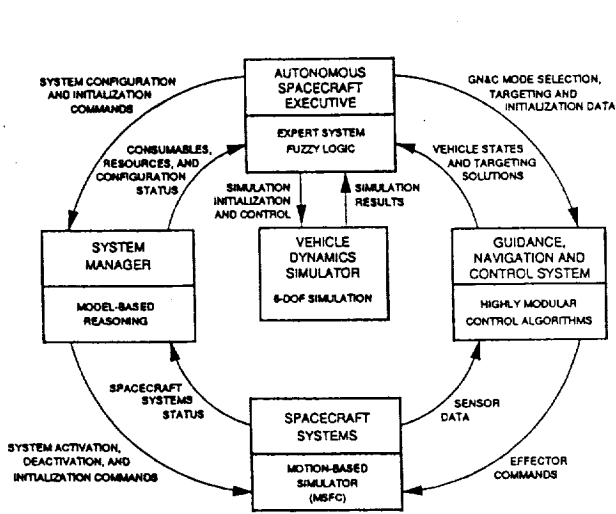 SYSTEM CONFIGURATION
AND INITIALIZATION
COMMANDS
AUTONOMOUS
SPACECRAFT
EXECUTIVE
EXPERT SYSTEM
FUZZY LOGIC
GN&C MODE SELECTION,
TARGETING AND
INITIALIZATION DATA
CONSUMABLES,
RESOURCES, AND
CONFIGURATION
STATUS
VEHICLE STATES
AND TARGETING
SOLUTIONS
SIMULATION
INITIALIZATION
AND CONTROL
SIMULATION
RESULTS
SYSTEM
MANAGER
MODEL-BASED
REASONING
VEHICLE
DYNAMICS
SIMULATOR
6-DOF SIMULATION
GUIDANCE,
NAVIGATION AND
CONTROL SYSTEM
HIGHLY MODULAR
CONTROL ALGORITHMS
SPACECRAFT
SYSTEMS
STATUS
SENSOR
DATA
SPACECRAFT
SYSTEMS
MOTION-BASED
SIMULATOR
(MSFC)
SYSTEM ACTIVATION,
DEACTIVATION, AND
INITIALIZATION COMMANDS
EFFECTOR
COMMANDS